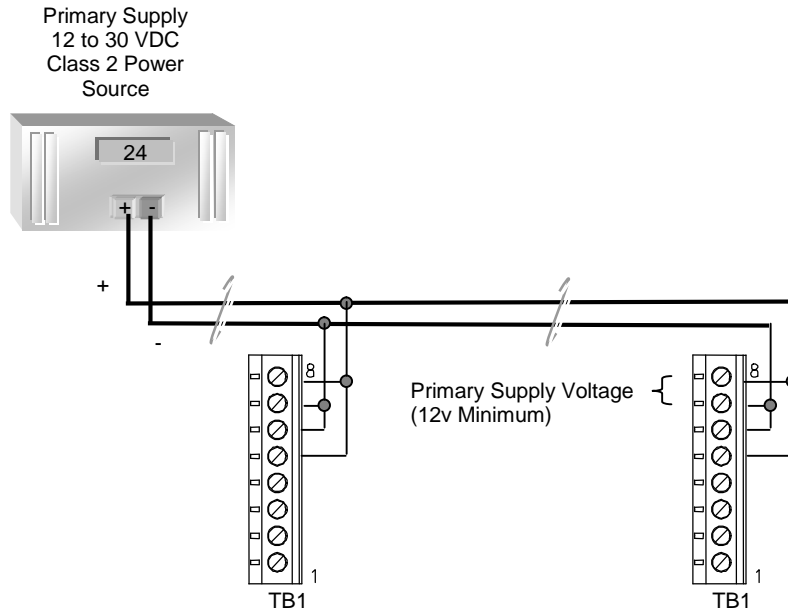 Primary Supply
12 to 30 VDC
Class 2 Power
Source
24
+ -
+
-
8
8
Primary Supply Voltage
(12v Minimum)
1
1
TB1
TB1